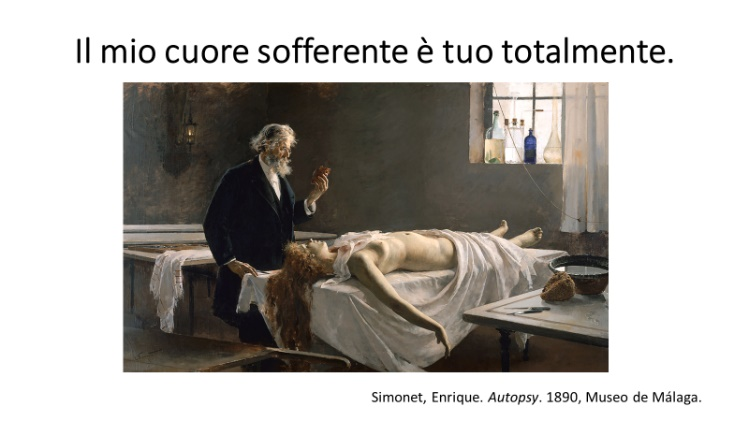 Il mio cuore sofferente è tuo totalmente.
Simonet, Enrique. Autopsy. 1890, Museo de Málaga.